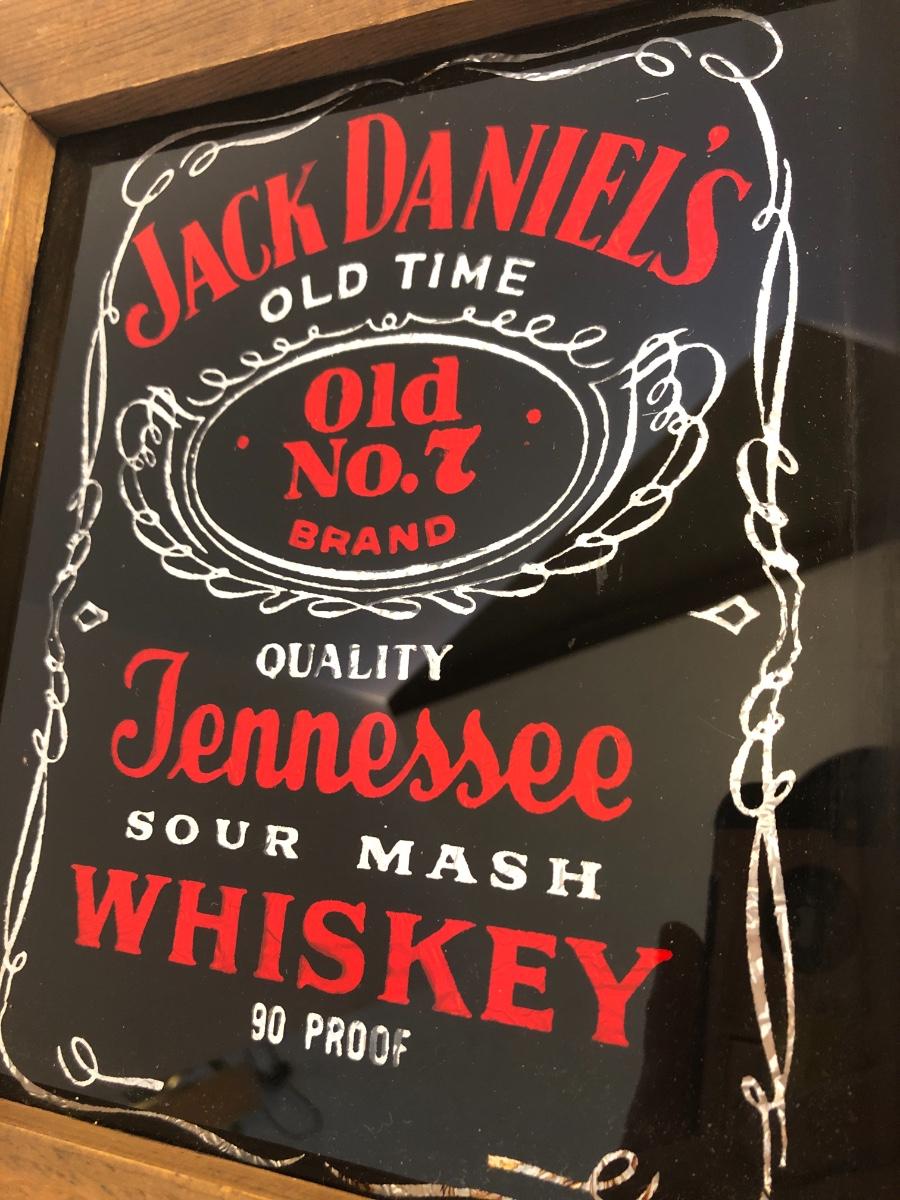 JACK DANIEL'S
OLD TIME
Old
No.7
BRAND
QUALITY
Tennessee
SOUR MASH
WHISKEY
90 PROOF